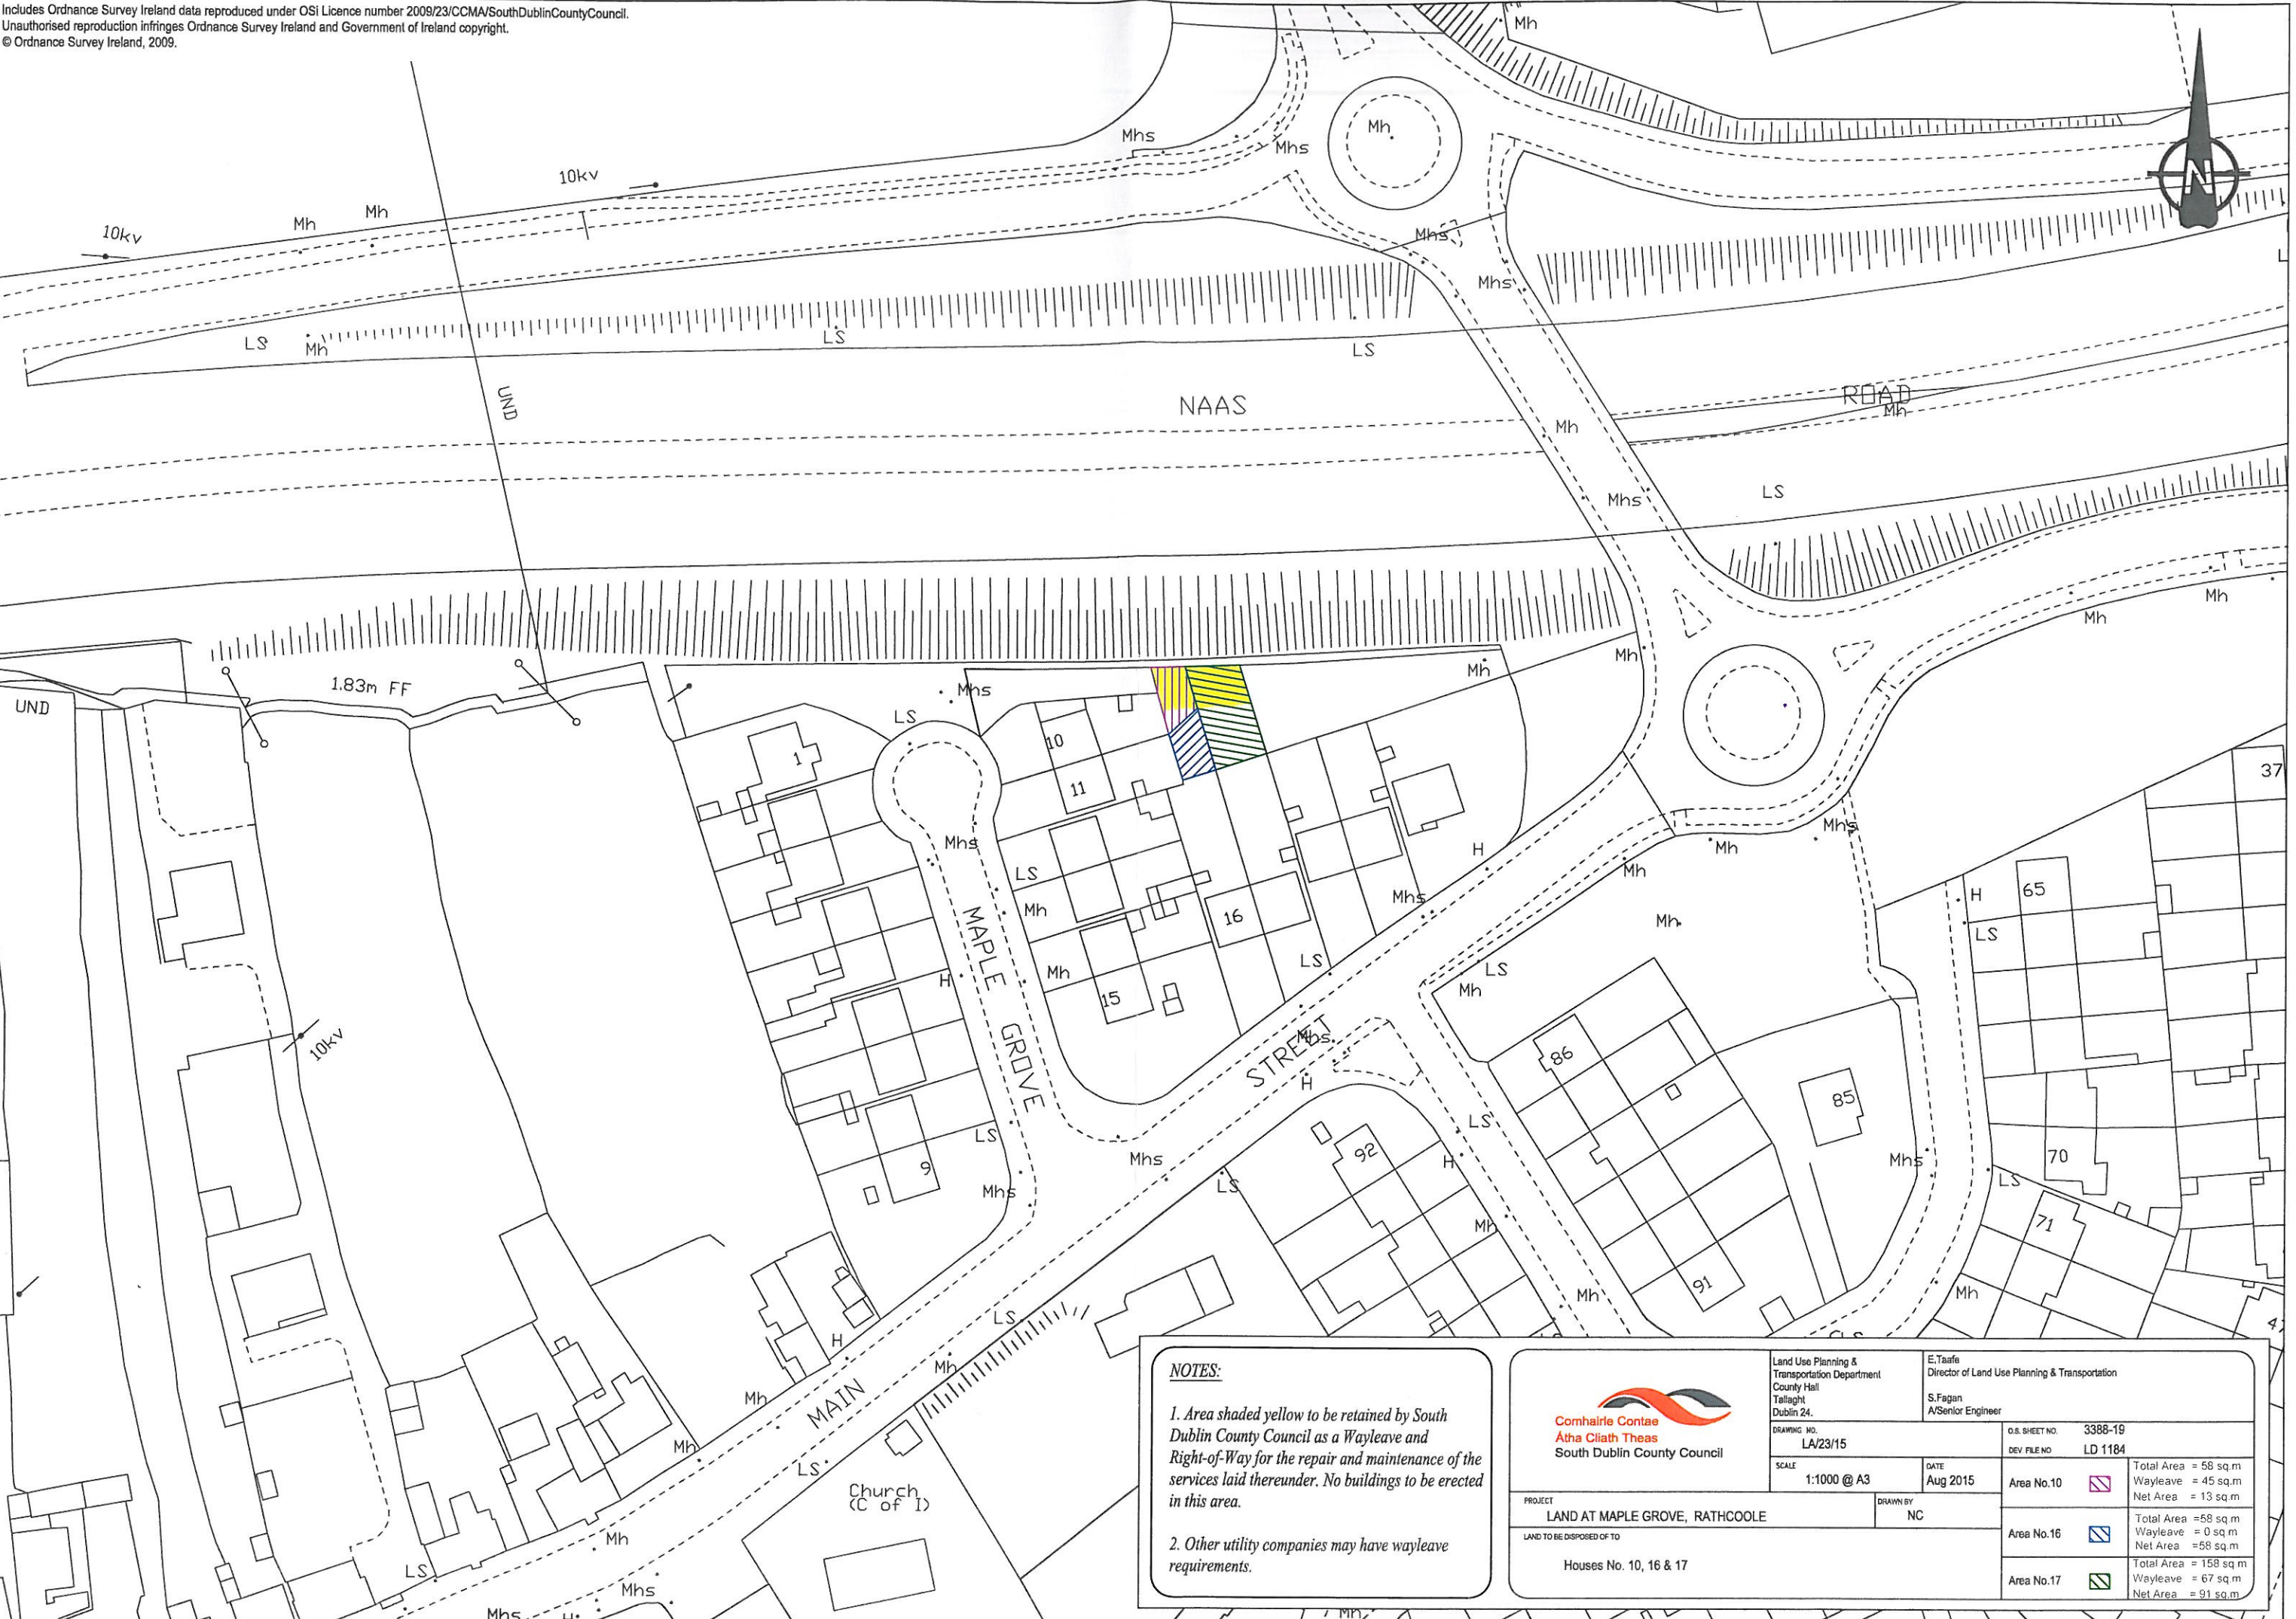 Includes Ordnance Survey Ireland data reproduced under OSi Licence number 2009/23/CCMA/SouthDublinCountyCouncil.
Unauthorised reproduction infringes Ordnance Survey Ireland and Government of Ireland copyright.
© Ordnance Survey Ireland, 2009.
Mh
Mh
Mhs
Mhs
10kv
Mh
Mh
10kv
Mhs
N
Mhs
LS
Mh
LS
LS
UND
NAAS
ROAD
Mh
Mh
Mhs
LS
Mh
Mh
Mh
Mh
1.83m FF
UND
Mhs
LS
10
1
11
37
Mhs
Mhs
Mh
H
Mh
LS
Mhs
65
H
16
Mh
MAPLE
Mh
LS
LS
LS
H
Mh
15
Mh
10kv
GROVE
STREET
Mhs
H
86
85
LS
LS
92
H
9
Mhs
Mhs
70
Mhs
LS
LS
71
Mh
91
Mh
Mh
LS
H
Mh
Mh
MAIN
Mh
LS
Church
(C of I)
Mh
LS
Mhs
Mhs
H
Mh
NOTES:
1. Area shaded yellow to be retained by South
Dublin County Council as a Wayleave and
Right-of-Way for the repair and maintenance of the
services laid thereunder. No buildings to be erected
in this area.
2. Other utility companies may have wayleave
requirements.
Comhairle Contae
Átha Cliath Theas
South Dublin County Council
Land Use Planning &
Transportation Department
County Hall
Tallaght
Dublin 24.
E.Taafe
Director of Land Use Planning & Transportation
S.Fagan
A/Senior Engineer
DRAWING NO.
LA/23/15
O.S. SHEET NO. 3388-19
DEV FILE NO LD 1184
SCALE
1:1000 @ A3
DATE
Aug 2015
PROJECT
LAND AT MAPLE GROVE, RATHCOOLE
DRAWN BY
NC
LAND TO BE DISPOSED OF TO
Houses No. 10, 16 & 17
Area No.10
Total Area = 58 sq.m
Wayleave = 45 sq.m
Net Area = 13 sq.m
Area No.16
Total Area =58 sq.m
Wayleave = 0 sq m
Net Area =58 sq.m
Area No.17
Total Area = 158 sq m
Wayleave = 67 sq m
Net Area = 91 sq.m